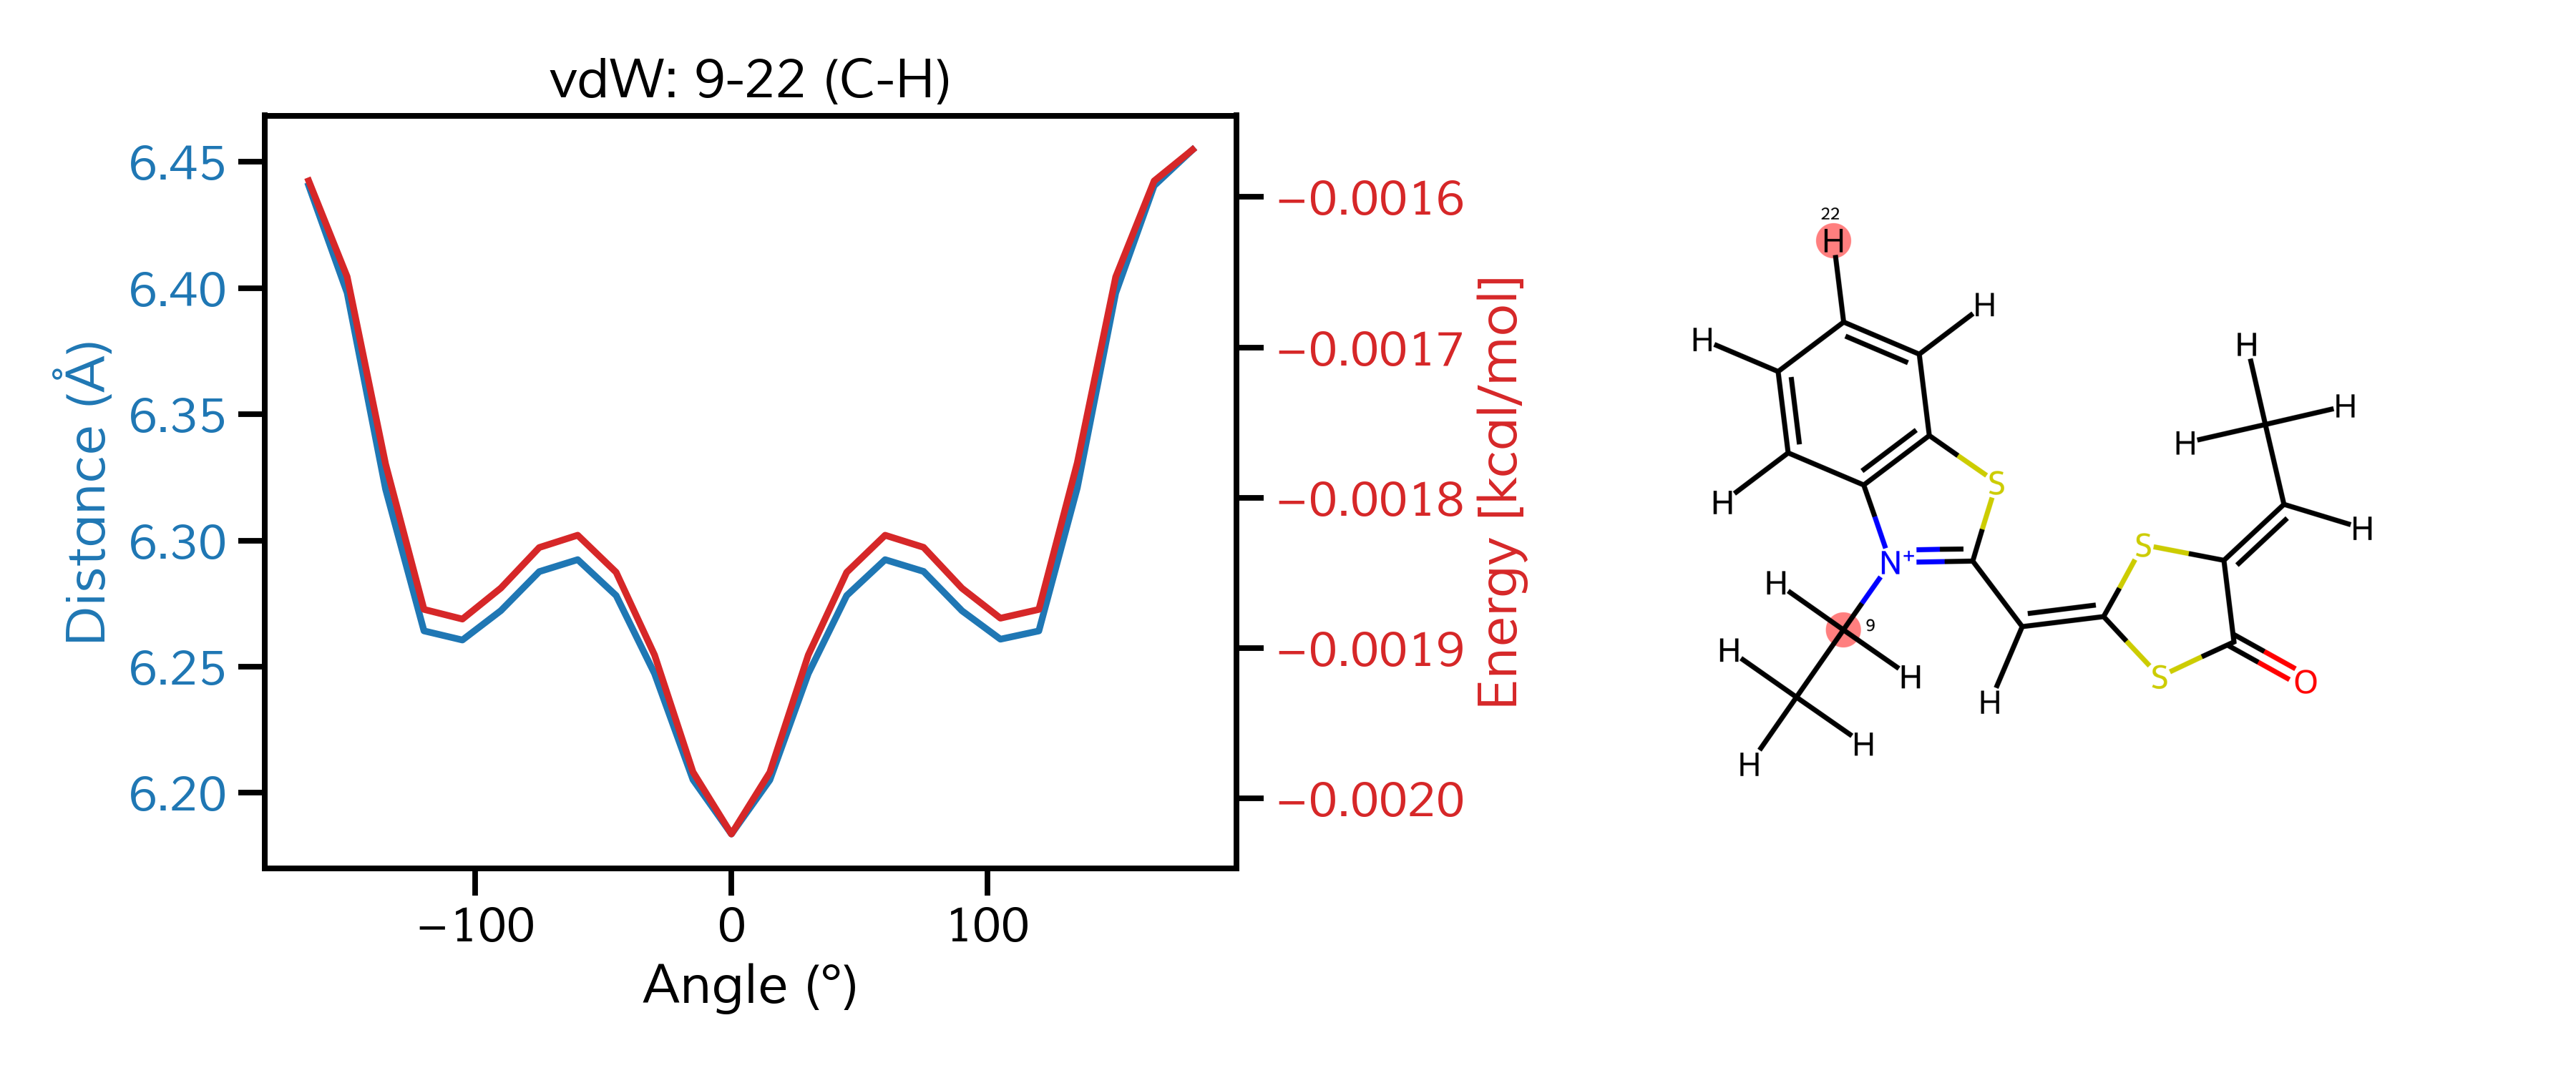 vdW: 9-22 (C-H)
6.45
6.40
6.35
6.30
6.25
6.20
Distance (Å)
−0.0016
−0.0017
−0.0018
−0.0019
−0.0020
Energy [kcal/mol]
−100 0 100
Angle (°)
22
H
H
H
H
H
H
H
S
H
S
N⁺
H
9
H
H
S
O
H
H
H